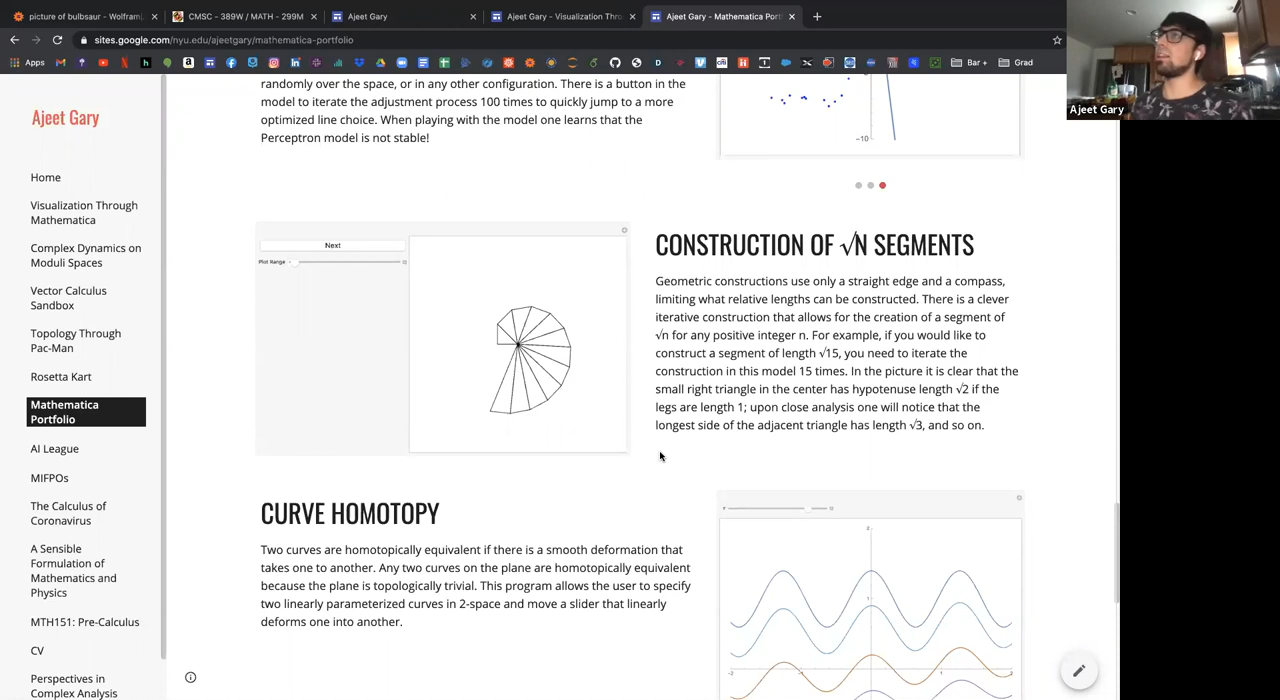 picture of bulbsaur - Wolfram|
CMSC - 389W / MATH - 299M
Ajeet Gary
Ajeet Gary - Visualization Thro
Ajeet Gary - Mathematica Port
sites.google.com/nyu.edu/ajeetgary/mathematica-portfolio
Apps
Bar +
Grad
Ajeet Gary
Ajeet Gary
Home
Visualization Through
Mathematica
Complex Dynamics on
Moduli Spaces
Vector Calculus
Sandbox
Topology Through
Pac-Man
Rosetta Kart
Mathematica
Portfolio
AI League
MIFPOs
The Calculus of
Coronavirus
A Sensible
Formulation of
Mathematics and
Physics
MTH151: Pre-Calculus
CV
Perspectives in
Complex Analysis
randomly over the space, or in any other configuration. There is a button in the
model to iterate the adjustment process 100 times to quickly jump to a more
optimized line choice. When playing with the model one learns that the
Perceptron model is not stable!
-10
Next
Plot Range
CONSTRUCTION OF √N SEGMENTS
Geometric constructions use only a straight edge and a compass,
limiting what relative lengths can be constructed. There is a clever
iterative construction that allows for the creation of a segment of
√n for any positive integer n. For example, if you would like to
construct a segment of length √15, you need to iterate the
construction in this model 15 times. In the picture it is clear that the
small right triangle in the center has hypotenuse length √2 if the
legs are length 1; upon close analysis one will notice that the
longest side of the adjacent triangle has length √3, and so on.
CURVE HOMOTOPY
Two curves are homotopically equivalent if there is a smooth deformation that
takes one to another. Any two curves on the plane are homotopically equivalent
because the plane is topologically trivial. This program allows the user to specify
two linearly parameterized curves in 2-space and move a slider that linearly
deforms one into another.
2
1
-2 -1 1 2